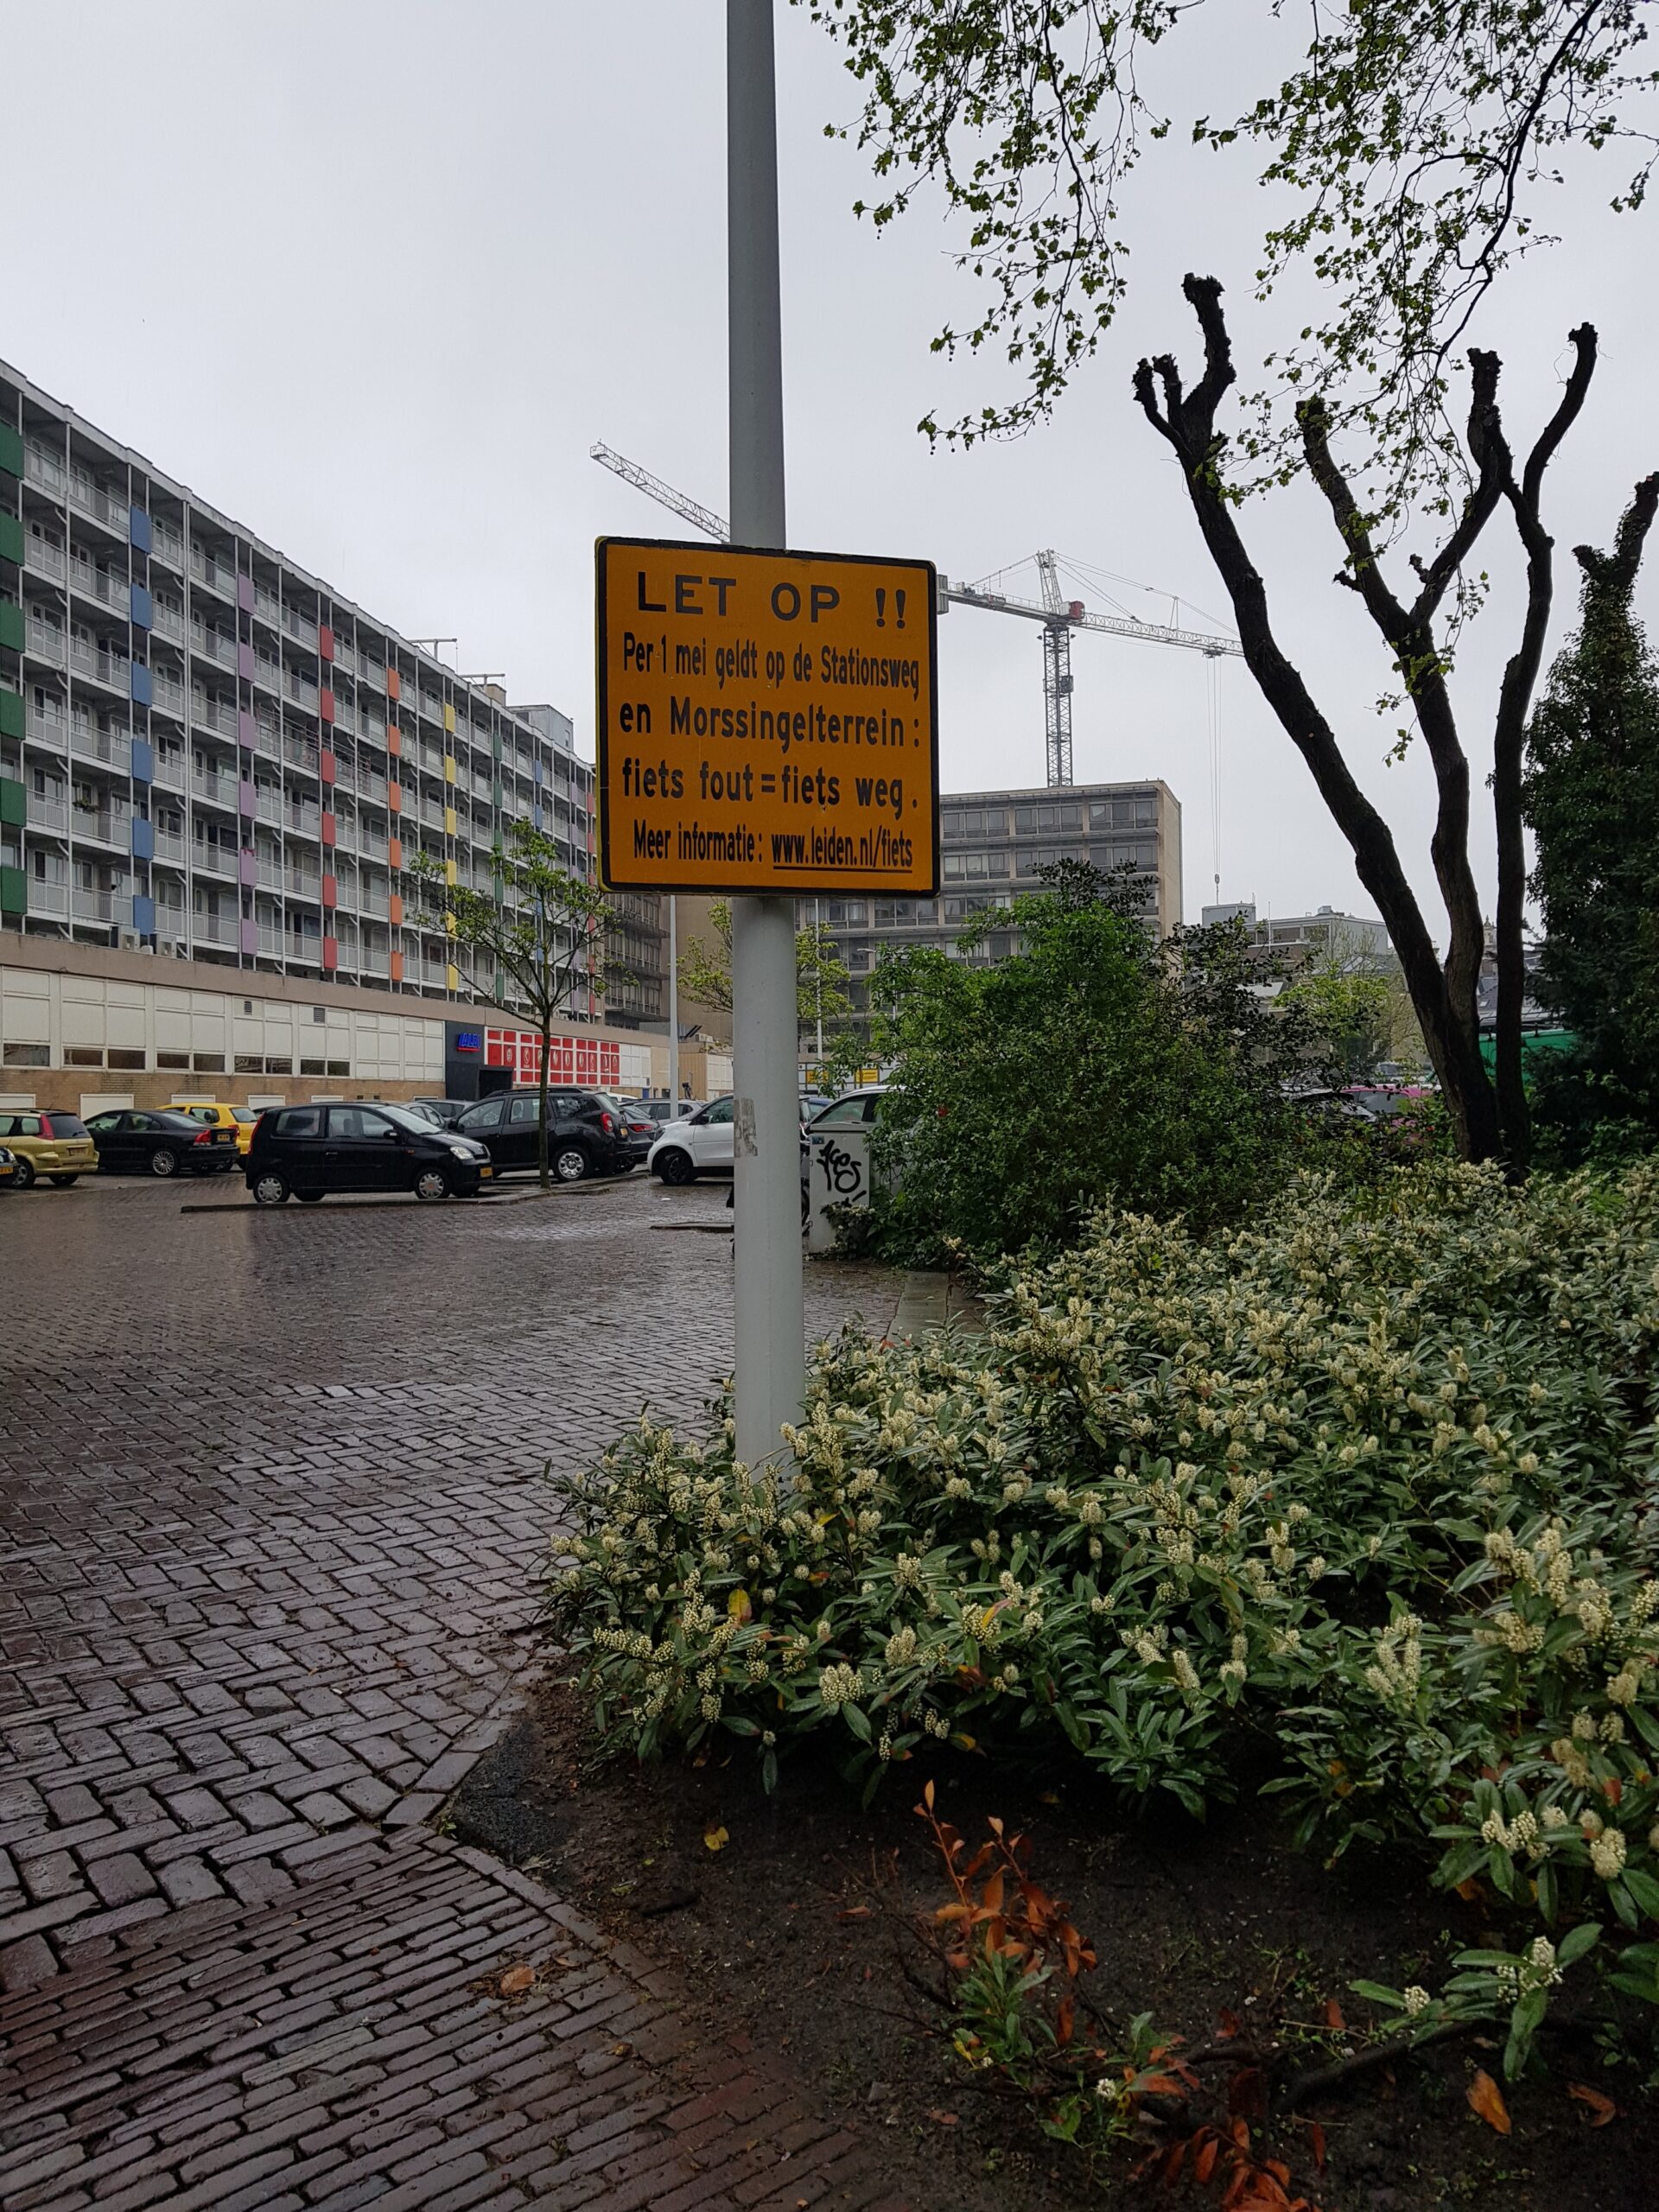 LET OP !!
Per 1 mei geldt op de Stationsweg
en Morssingelterrein :
fiets fout = fiets weg .
Meer informatie : www.leiden.nl/fiets
ALDI